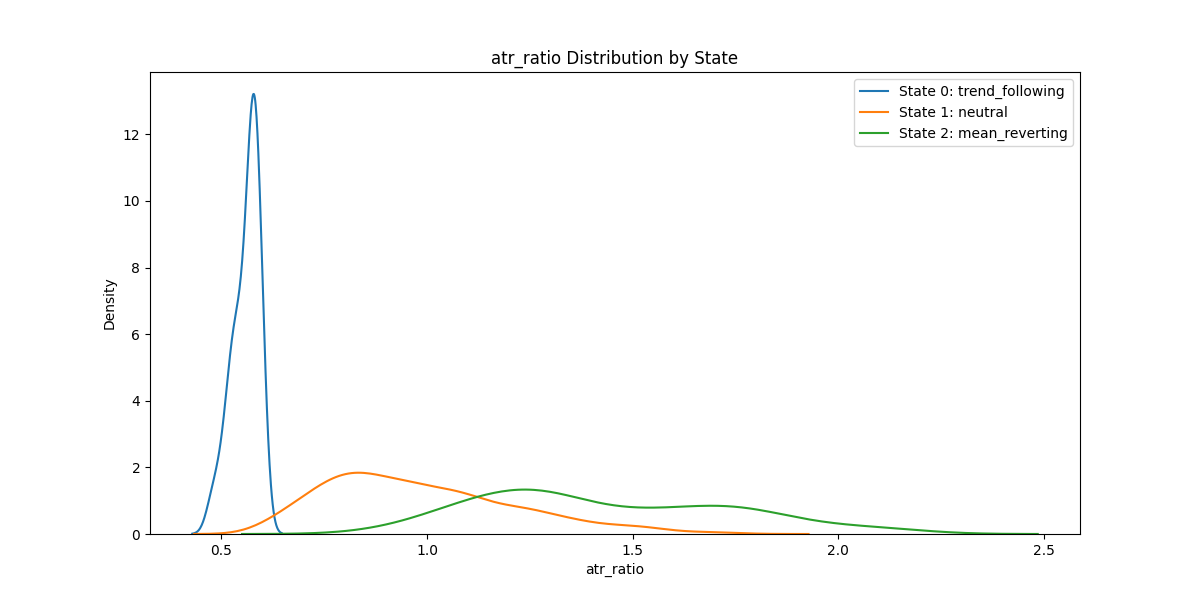 atr_ratio Distribution by State
State 0: trend_following
State 1: neutral
State 2: mean_reverting
Density
12
10
8
6
4
2
0
0.5
1.0
1.5
2.0
2.5
atr_ratio